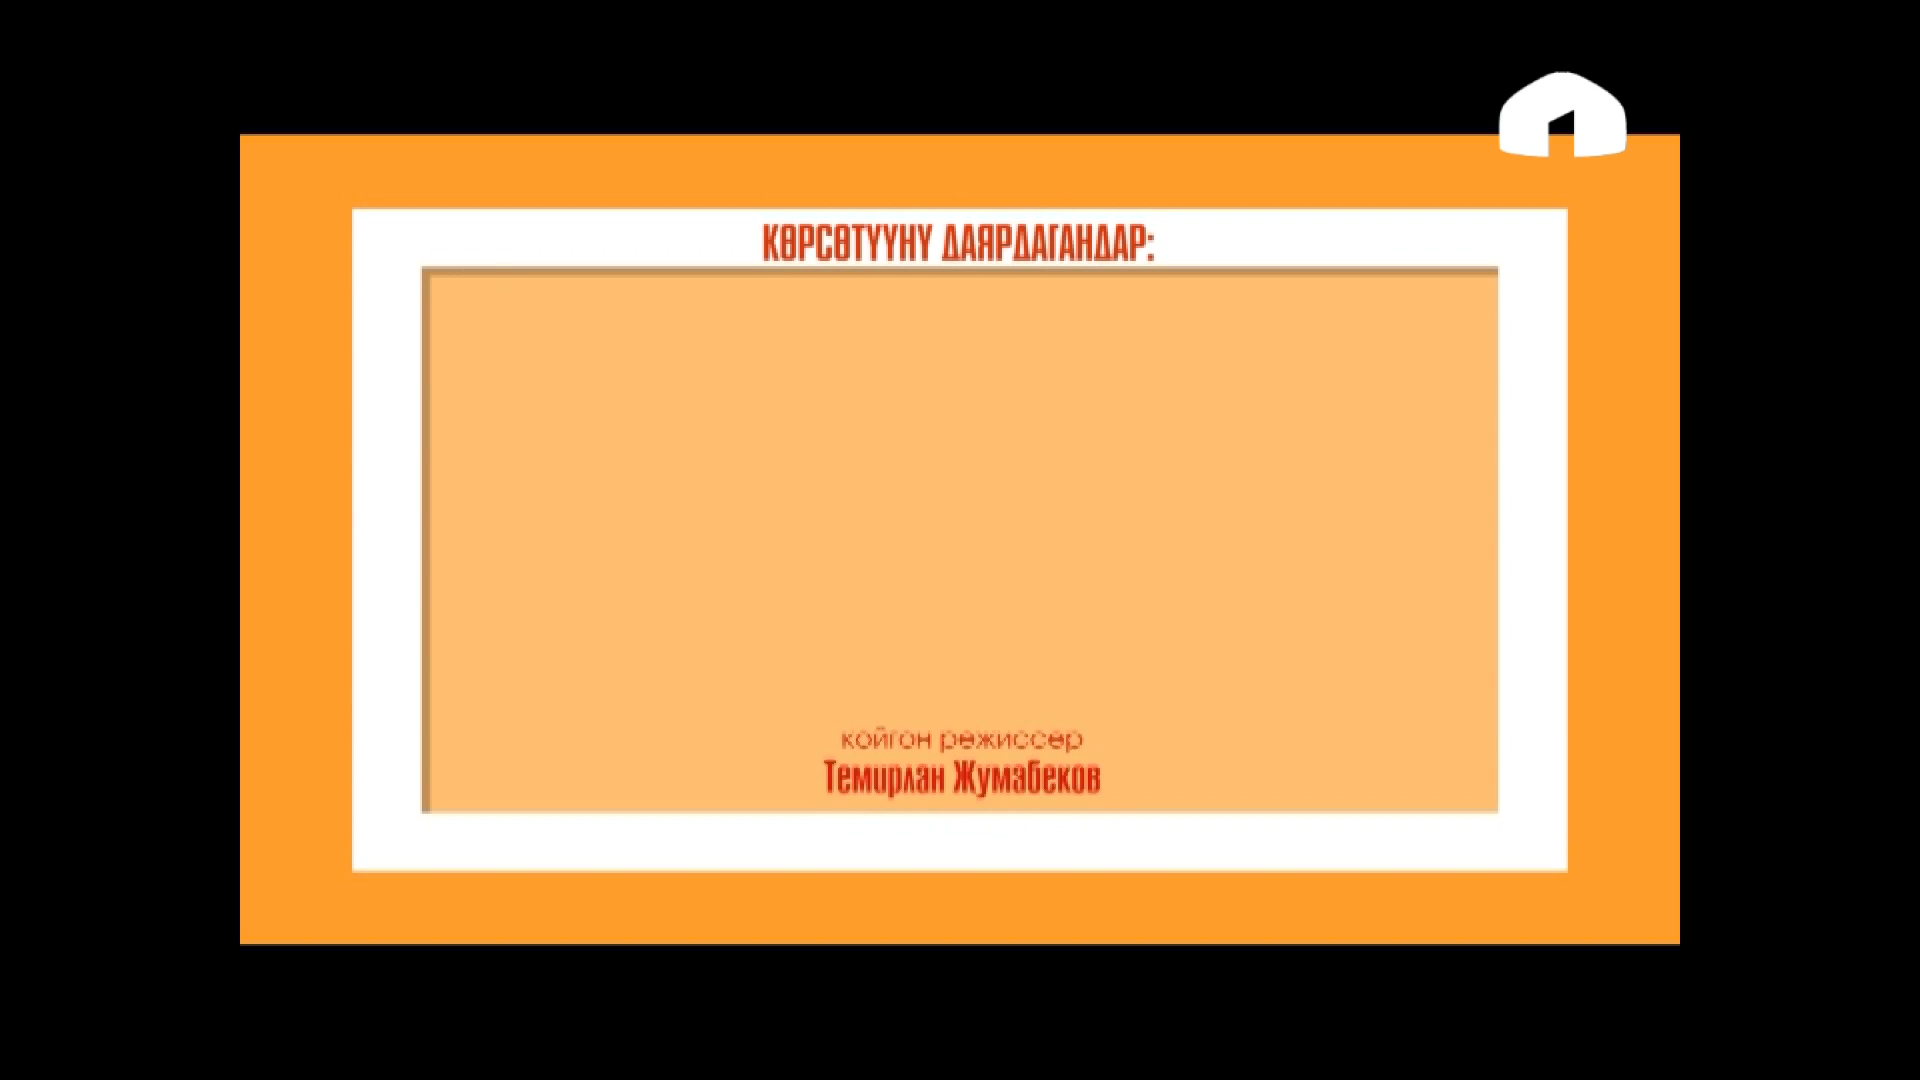 КӨРСӨТҮҮНҮ ДАЯРДАГАНДАР:
койгон режиссер
Темирлан Жумабеков